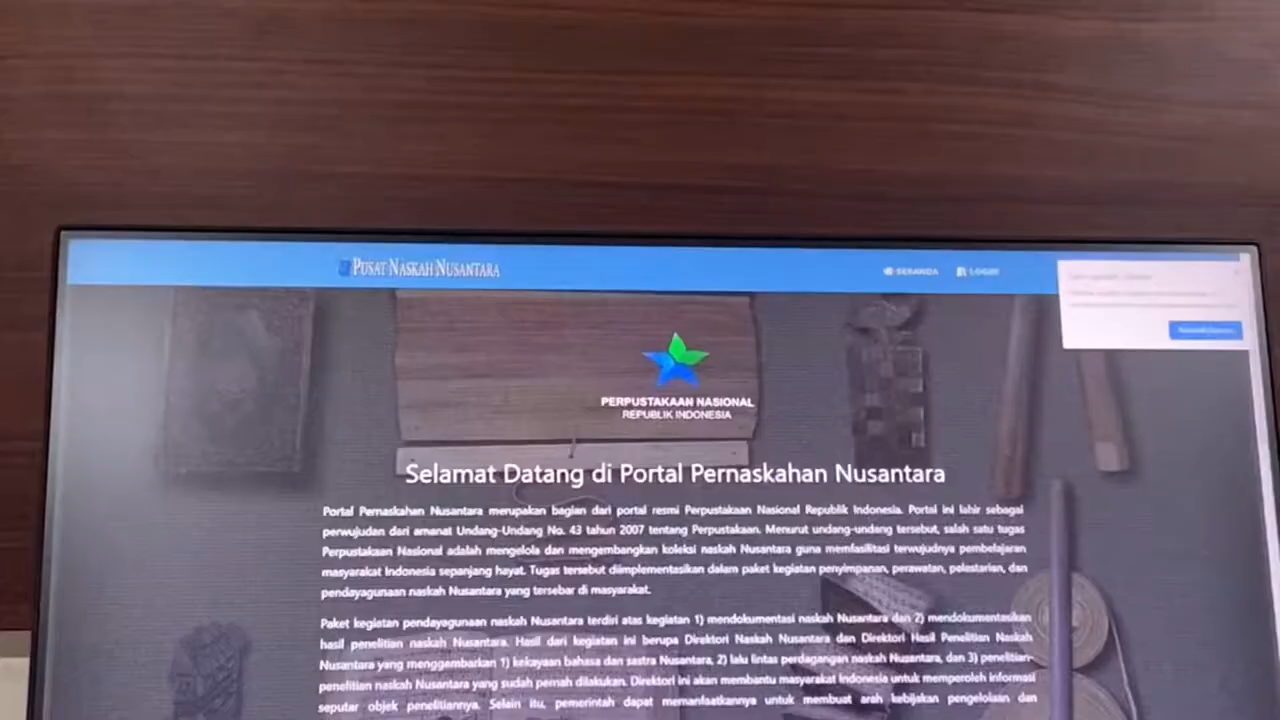 PUSAT NASKAH NUSANTARA
BERANDA LOGIN
PERPUSTAKAAN NASIONAL
REPUBLIK INDONESIA
Selamat Datang di Portal Pernaskahan Nusantara
Portal Pernaskahan Nusantara merupakan bagian dari portal resmi Perpustakaan Nasional Republik Indonesia. Portal ini lahir sebagai
perwujudan dari amanat Undang-Undang No. 43 tahun 2007 tentang Perpustakaan. Menurut undang-undang tersebut, salah satu tugas
Perpustakaan Nasional adalah mengelola dan mengembangkan koleksi naskah Nusantara guna memfasilitasi terwujudnya pembelajaran
masyarakat Indonesia sepanjang hayat. Tugas tersebut diimplementasikan dalam paket kegiatan penyimpanan, perawatan, pelestarian, dan
pendayagunaan naskah Nusantara yang tersebar di masyarakat.
Paket kegiatan pendayagunaan naskah Nusantara terdiri atas kegiatan 1) mendokumentasi naskah Nusantara dan 2) mendokumentasikan
hasil penelitian naskah Nusantara. Hasil dari kegiatan ini berupa Direktori Naskah Nusantara dan Direktori Hasil Penelitian Naskah
Nusantara yang menggembarkan 1) kekayaan bahasa dan sastra Nusantara, 2) lalu lintas perdagangan naskah Nusantara, dan 3) penelitian-
penelitian naskah Nusantara yang sudah pernah dilakukan. Direktori ini akan membantu masyarakat Indonesia untuk memperoleh informasi
seputar objek penelitiannya. Selain itu, pemerintah dapat memanfaatkannya untuk membuat arah kebijakan pengelolaan dan